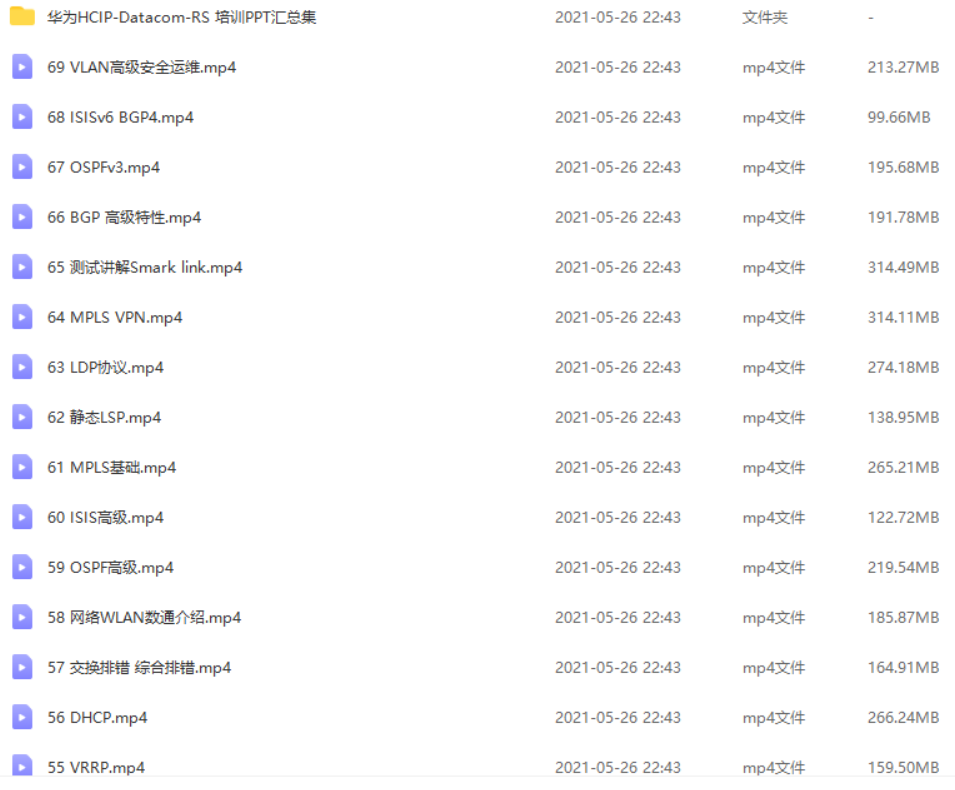 华为HCIP-Datacom-RS 培训PPT汇总集 2021-05-26 22:43 文件夹 -
69 VLAN高级安全运维.mp4 2021-05-26 22:43 mp4文件 213.27MB
68 ISISv6 BGP4.mp4 2021-05-26 22:43 mp4文件 99.66MB
67 OSPFv3.mp4 2021-05-26 22:43 mp4文件 195.68MB
66 BGP 高级特性.mp4 2021-05-26 22:43 mp4文件 191.78MB
65 测试讲解Smark link.mp4 2021-05-26 22:43 mp4文件 314.49MB
64 MPLS VPN.mp4 2021-05-26 22:43 mp4文件 314.11MB
63 LDP协议.mp4 2021-05-26 22:43 mp4文件 274.18MB
62 静态LSP.mp4 2021-05-26 22:43 mp4文件 138.95MB
61 MPLS基础.mp4 2021-05-26 22:43 mp4文件 265.21MB
60 ISIS高级.mp4 2021-05-26 22:43 mp4文件 122.72MB
59 OSPF高级.mp4 2021-05-26 22:43 mp4文件 219.54MB
58 网络WLAN数通介绍.mp4 2021-05-26 22:43 mp4文件 185.87MB
57 交换排错 综合排错.mp4 2021-05-26 22:43 mp4文件 164.91MB
56 DHCP.mp4 2021-05-26 22:43 mp4文件 266.24MB
55 VRRP.mp4 2021-05-26 22:43 mp4文件 159.50MB